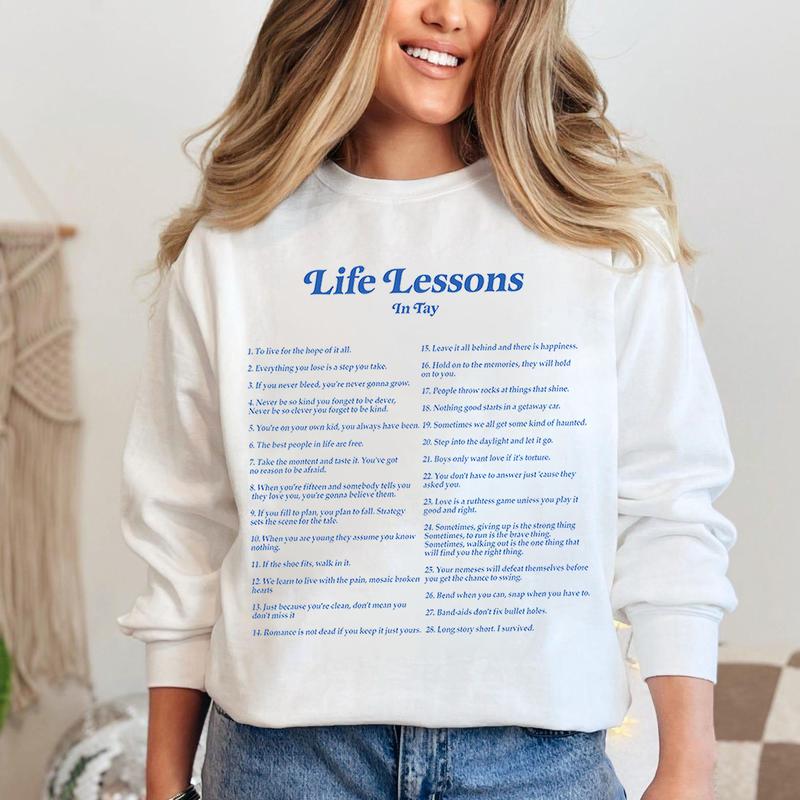 Life Lessons
In Tay
1. To live for the hope of it all.
2. Everything you lose is a step you take.
3. If you never bleed, you're never gonna grow.
4. Never be so kind you fonget to be dever,
Never be so clever you forget to be kind.
5. You're on your own kid, you always have been.
6. The best people in life are free.
7. Take the montent and taste it. You've got
no reason to be afraid.
8. When you're fifteen and somebody tells you
they love you, you're gonna believe them.
9. If you fill to plan, you plan to fall. Strategy
sets the scene for the tale.
10. When you are young they assume you know
nothing.
11. If the shoe fits, walk in it.
12. We learn to live with the pain, mosaic broken
hearts
13. Just because you're clean, don't mean you
don't miss it
14. Romance is not dead if you keep it just yours.
15. Leave it all behind and there is happiness.
16. Hold on to the memories, they will hold
on to you.
17. People throw rocks at things that shine.
18. Nothing good starts in a getaway car.
19. Sometimes we all get some kind of haunted.
20. Step into the daylight and let it go.
21. Boys only want love if it's torture.
22. You don't have to answer just 'cause they
asked you.
23. Love is a ruthless game unless you play it
good and right.
24. Sometimes, giving up is the strong thing
Sometimes, to run is the brave thing.
Sometimes, walking out is the one thing that
will find you the right thing.
25. Your nemeses will defeat themselves before
you get the chance to swing.
26. Bend when you can, snap when you have to.
27. Band-aids don't fix bullet holes.
28. Long story short. I survived.